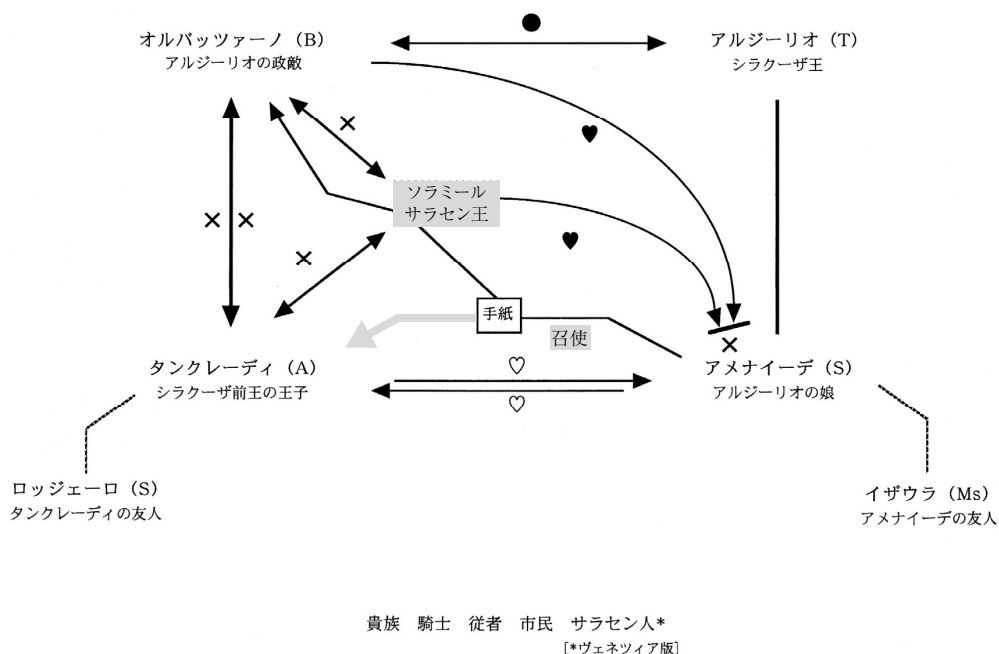 オルバッツァーノ（B）
アルジーリオの政敵
アルジーリオ（T）
シラクーザ王
ソラミール
サラセン王
手紙
召使
タンクレーディ（A）
シラクーザ前王の王子
アメナイーデ（S）
アルジーリオの娘
ロッジェーロ（S）
タンクレーディの友人
イザウラ（Ms）
アメナイーデの友人
貴族　騎士　従者　市民　サラセン人*
[*ヴェネツィア版]